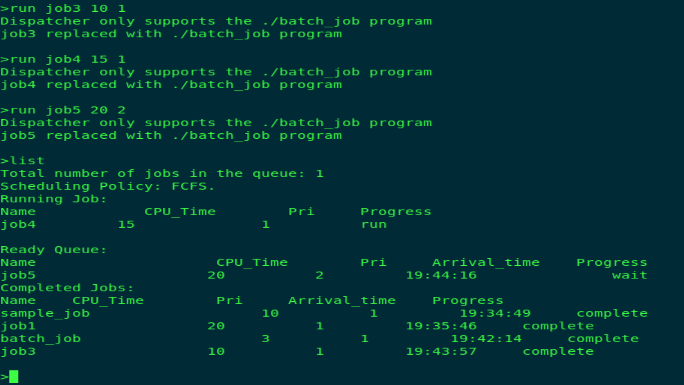 >run job3 10 1
Dispatcher only supports the ./batch_job program
job3 replaced with ./batch_job program
>run job4 15 1
Dispatcher only supports the ./batch_job program
job4 replaced with ./batch_job program
>run job5 20 2
Dispatcher only supports the ./batch_job program
job5 replaced with ./batch_job program
>list
Total number of jobs in the queue: 1
Scheduling Policy: FCFS.
Running Job:
Name CPU_Time Pri Progress
job4 15 1 run
Ready Queue:
Name CPU_Time Pri Arrival_time Progress
job5 20 2 19:44:16 wait
Completed Jobs:
Name CPU_Time Pri Arrival_time Progress
sample_job 10 1 19:34:49 complete
job1 20 1 19:35:46 complete
batch_job 3 1 19:42:14 complete
job3 10 1 19:43:57 complete
>